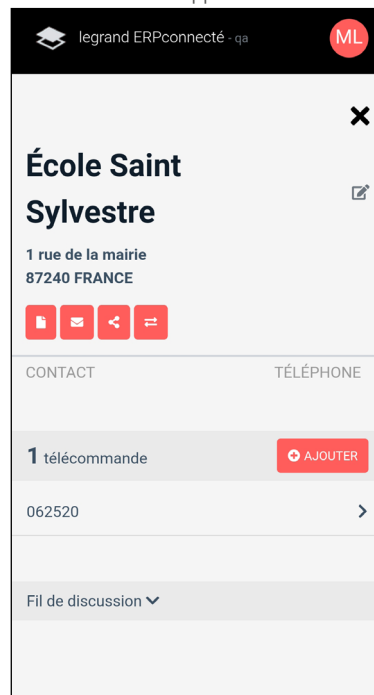 legrand ERPconnecté - qa
ML
École Saint
Sylvestre
1 rue de la mairie
87240 FRANCE
CONTACT TÉLÉPHONE
1 télécommande
AJOUTER
062520
Fil de discussion